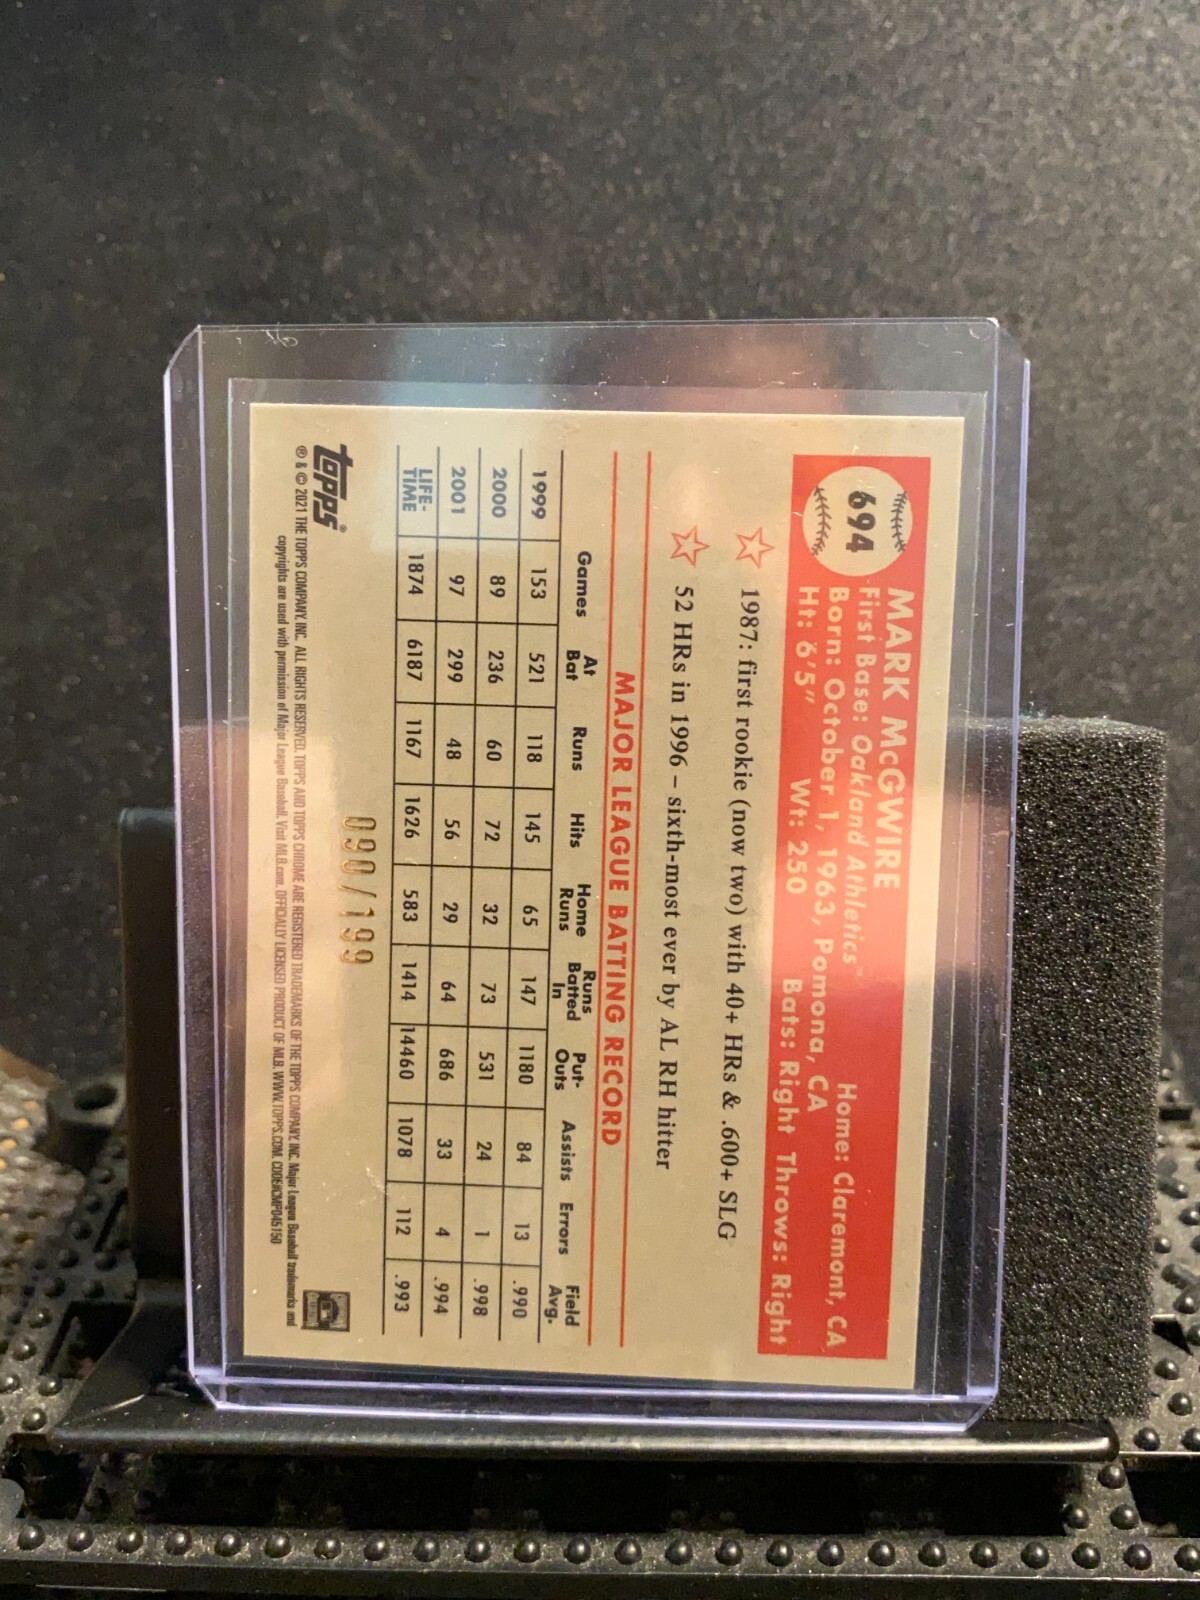 694
MARK McGWIRE
First Base: Oakland Athletics™ Home: Claremont, CA
Born: October 1, 1963, Pomona, CA
Ht: 6'5" Wt: 250 Bats: Right Throws: Right
1987: first rookie (now two) with 40+ HRs & .600+ SLG
52 HRs in 1996 – sixth-most ever by AL RH hitter
MAJOR LEAGUE BATTING RECORD
Games At Bat Runs Hits Home Runs Runs Batted In Put-Outs Assists Errors Field Avg.
1999 153 521 118 145 65 147 1180 84 13 .990
2000 89 236 60 72 32 73 531 24 1 .998
2001 97 299 48 56 29 64 686 33 4 .994
LIFE-TIME 1874 6187 1167 1626 583 1414 14460 1078 112 .993
090/199
topps®
® & © 2021 THE TOPPS COMPANY, INC. ALL RIGHTS RESERVED. TOPPS AND TOPPS CHROME ARE REGISTERED TRADEMARKS OF THE TOPPS COMPANY, INC. Major League Baseball trademarks and
copyrights are used with permission of Major League Baseball. Visit MLB.com. OFFICIALLY LICENSED PRODUCT OF MLB. WWW.TOPPS.COM. CODE#CMP045150